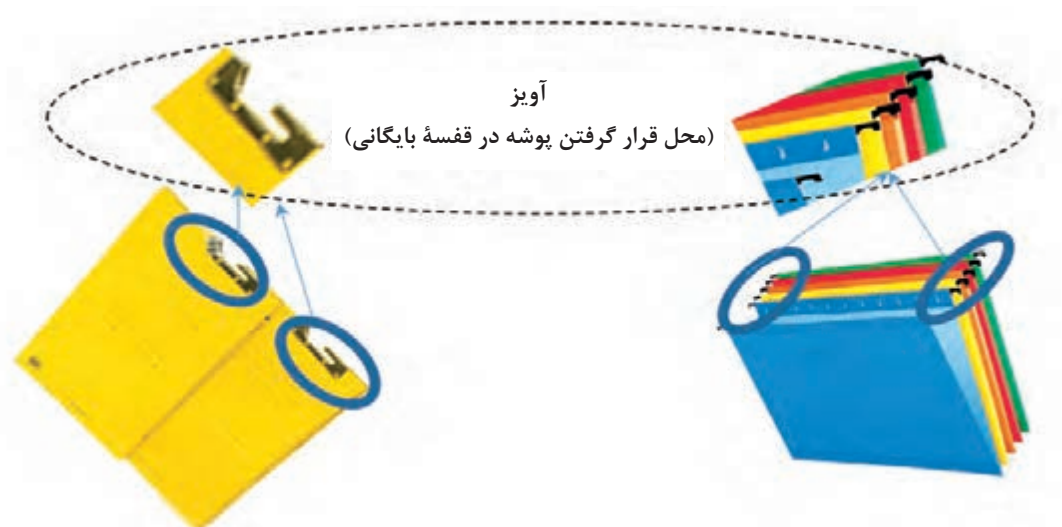 آویز
(محل قرار گرفتن پوشه در قفسهٔ بایگانی)